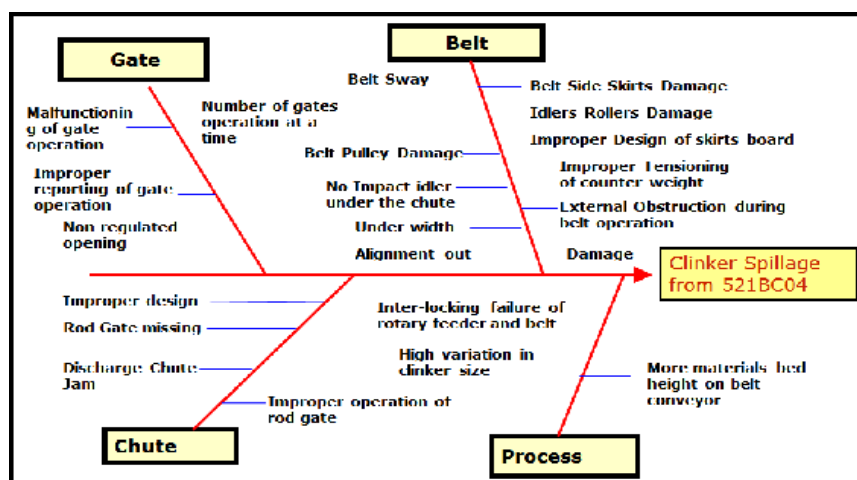 Gate
Belt
Belt Sway
Belt Side Skirts Damage
Malfunctionin
g of gate
operation
Number of gates
operation at a
time
Idlers Rollers Damage
Improper Design of skirts board
Belt Pulley Damage
Improper Tensioning
of counter weight
Improper
reporting of gate
operation
No Impact idler
under the chute
External Obstruction during
belt operation
Non regulated
opening
Under width
Alignment out
Damage
Clinker Spillage
from 521BC04
Improper design
Rod Gate missing
Inter-locking failure of
rotary feeder and belt
High variation in
clinker size
Discharge Chute
Jam
More materials bed
height on belt
conveyor
Improper operation of
rod gate
Chute
Process